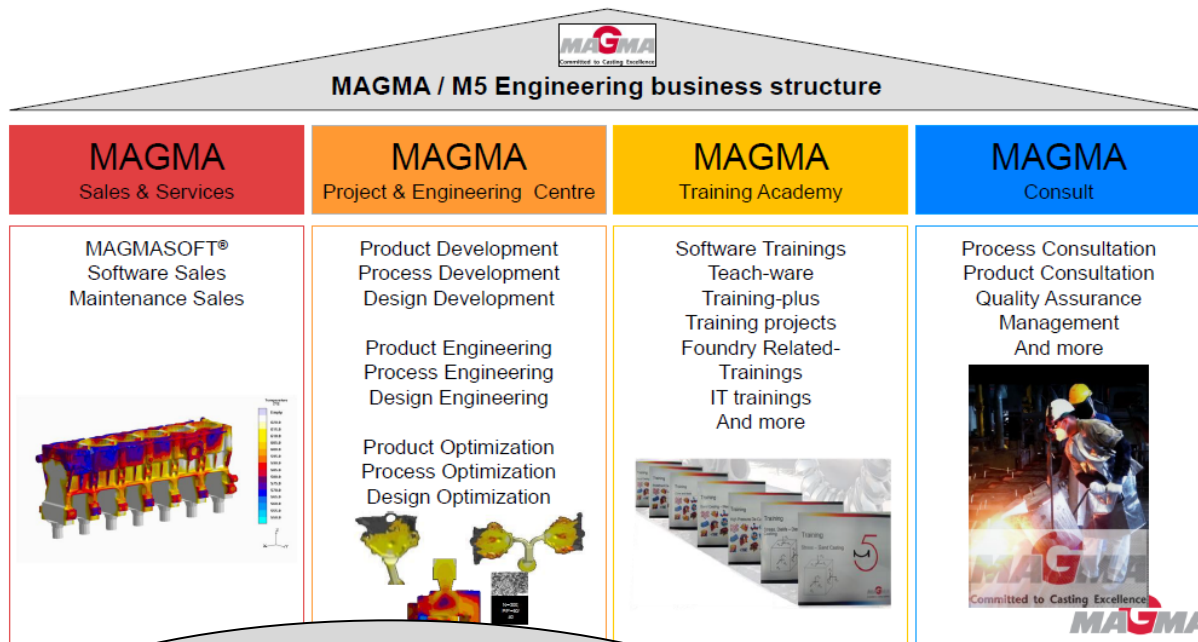 MAGMA
Committed to Casting Excellence
MAGMA / M5 Engineering business structure
MAGMA
Sales & Services
MAGMA
Project & Engineering Centre
MAGMA
Training Academy
MAGMA
Consult
MAGMASOFT®
Software Sales
Maintenance Sales
Product Development
Process Development
Design Development
Product Engineering
Process Engineering
Design Engineering
Product Optimization
Process Optimization
Design Optimization
Software Trainings
Teach-ware
Training-plus
Training projects
Foundry Related-
Trainings
IT trainings
And more
Process Consultation
Product Consultation
Quality Assurance
Management
And more
Temperature
Empty
Training
Training
Training
Training
M5
MAGMA
Committed to Casting Excellence
MAGMA